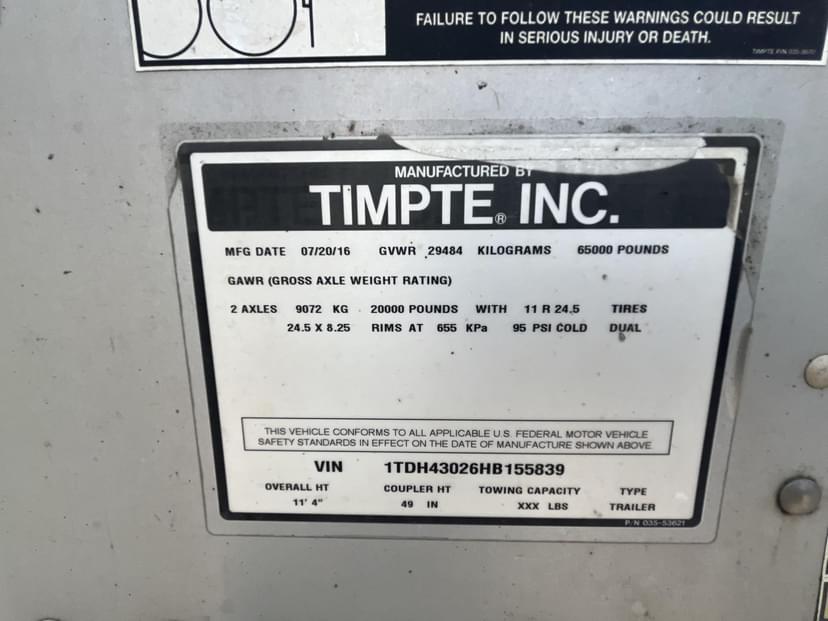 FAILURE TO FOLLOW THESE WARNINGS COULD RESULT
IN SERIOUS INJURY OR DEATH.
MANUFACTURED BY
TIMPTE® INC.
MFG DATE 07/20/16 GVWR 29484 KILOGRAMS 65000 POUNDS
GAWR (GROSS AXLE WEIGHT RATING)
2 AXLES 9072 KG 20000 POUNDS WITH 11 R 24.5 TIRES
24.5 X 8.25 RIMS AT 655 KPa 95 PSI COLD DUAL
THIS VEHICLE CONFORMS TO ALL APPLICABLE U.S. FEDERAL MOTOR VEHICLE
SAFETY STANDARDS IN EFFECT ON THE DATE OF MANUFACTURE SHOWN ABOVE
VIN 1TDH43026HB155839
OVERALL HT COUPLER HT TOWING CAPACITY TYPE
11' 4" 49 IN XXX LBS TRAILER
P/N 035-53621